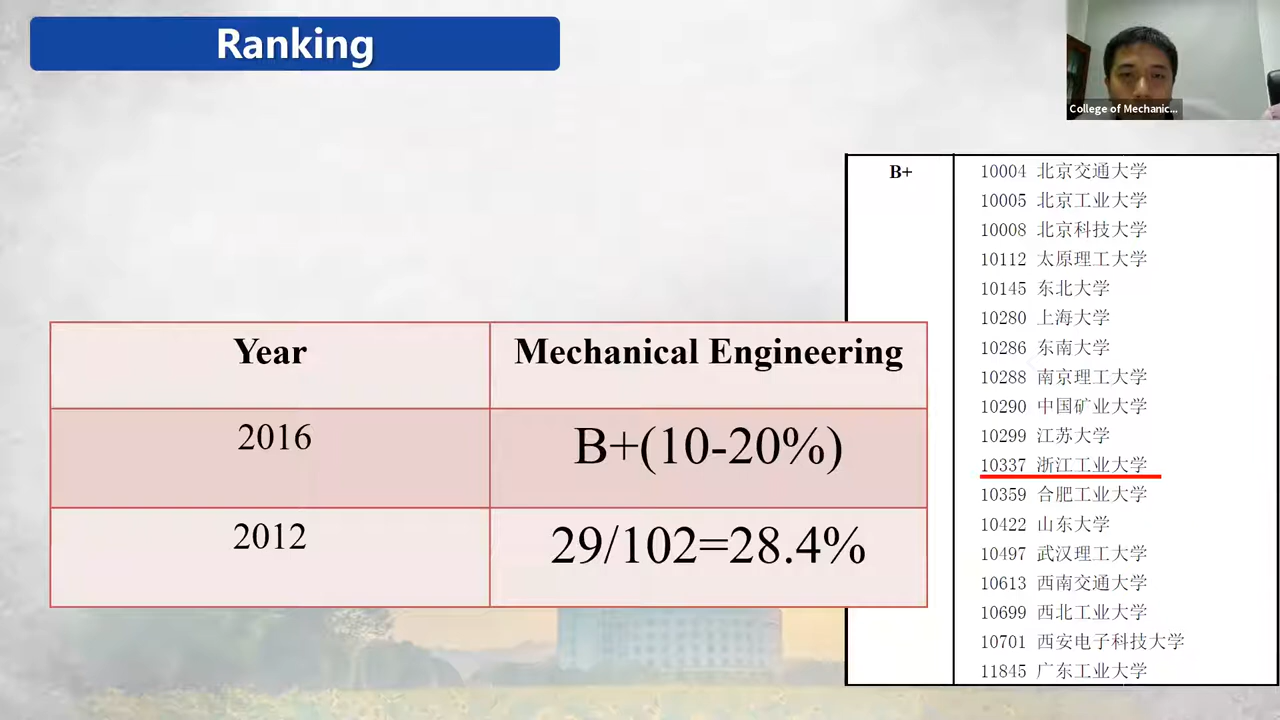 Ranking
College of Mechanic...
Year
Mechanical Engineering
2016
B+(10-20%)
2012
29/102=28.4%
B+
10004 北京交通大学
10005 北京工业大学
10008 北京科技大学
10112 太原理工大学
10145 东北大学
10280 上海大学
10286 东南大学
10288 南京理工大学
10290 中国矿业大学
10299 江苏大学
10337 浙江工业大学
10359 合肥工业大学
10422 山东大学
10497 武汉理工大学
10613 西南交通大学
10699 西北工业大学
10701 西安电子科技大学
11845 广东工业大学